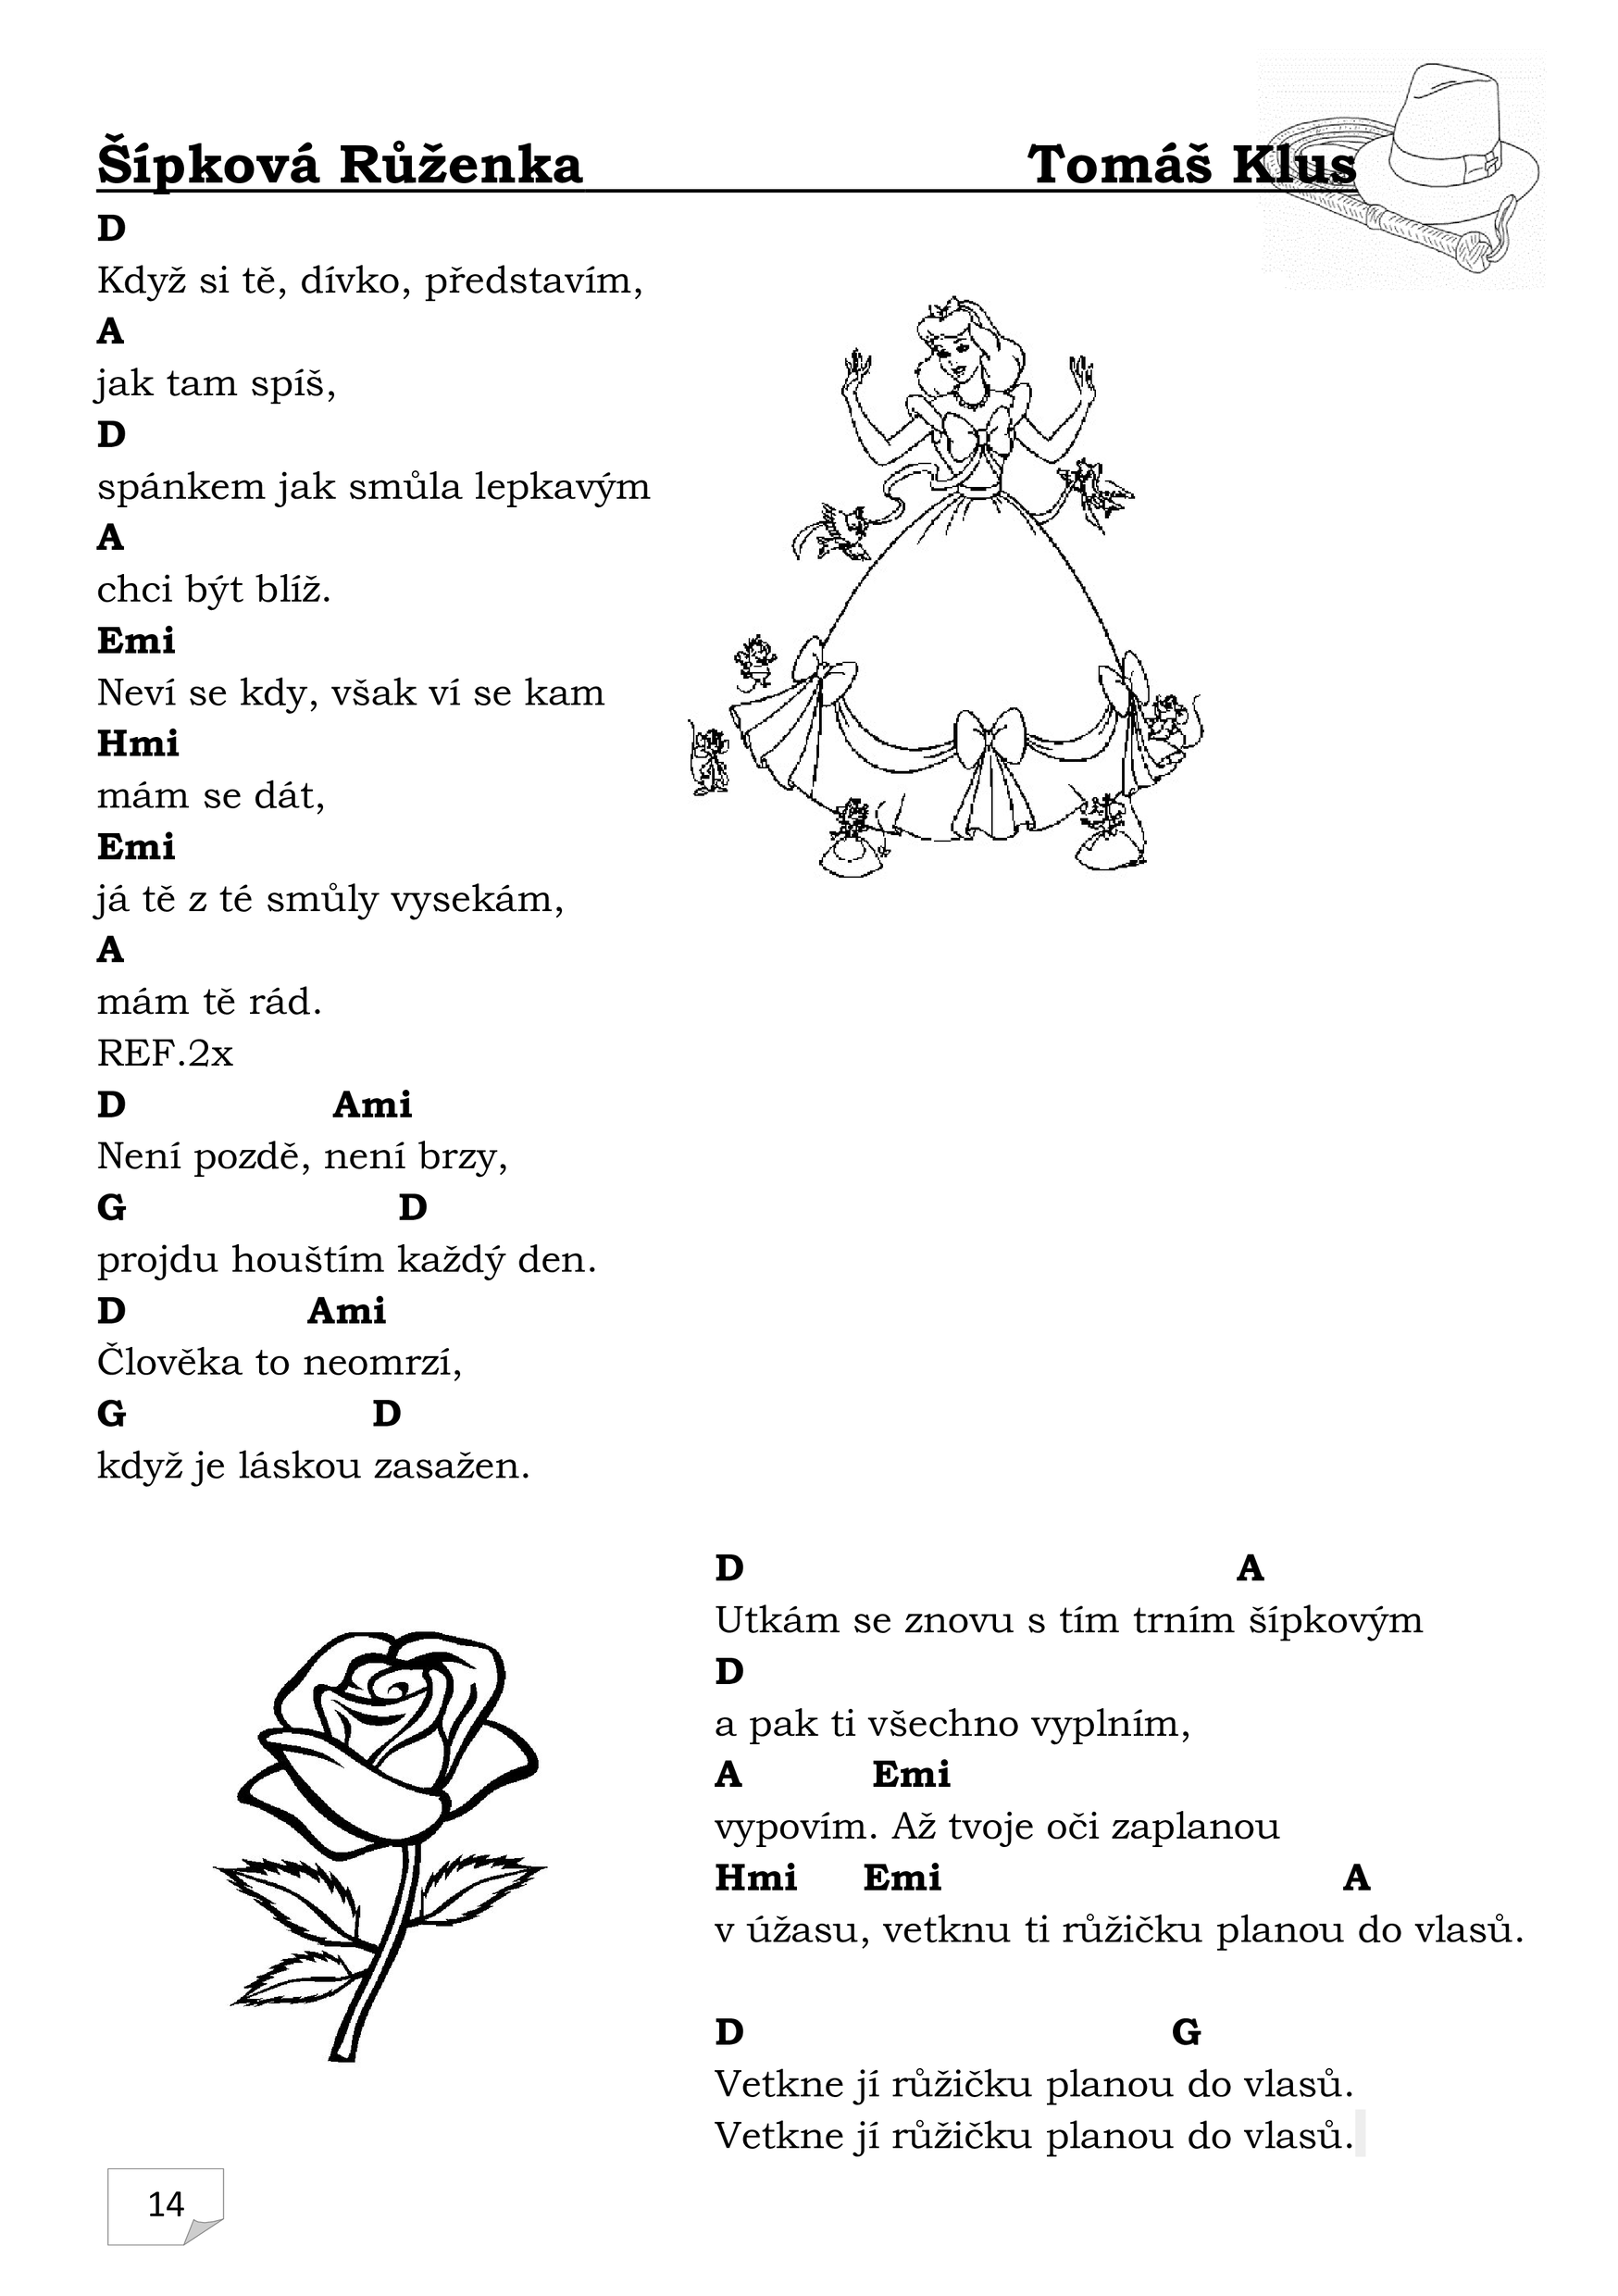 Šípková Růženka Tomáš Klus
D
Když si tě, dívko, představím,
A
jak tam spíš,
D
spánkem jak smůla lepkavým
A
chci být blíž.
Emi
Neví se kdy, však ví se kam
Hmi
mám se dát,
Emi
já tě z té smůly vysekám,
A
mám tě rád.
REF.2x
D Ami
Není pozdě, není brzy,
G D
projdu houštím každý den.
D Ami
Člověka to neomrzí,
G D
když je láskou zasažen.
D A
Utkám se znovu s tím trním šípkovým
D
a pak ti všechno vyplním,
A Emi
vypovím. Až tvoje oči zaplanou
Hmi Emi A
v úžasu, vetknu ti růžičku planou do vlasů.
D G
Vetkne jí růžičku planou do vlasů.
Vetkne jí růžičku planou do vlasů.
14